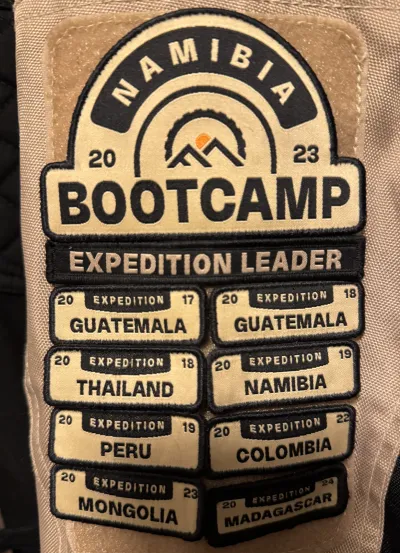 NAMIBIA
20 23
BOOTCAMP
EXPEDITION LEADER
20 EXPEDITION 17
GUATEMALA
20 EXPEDITION 18
GUATEMALA
20 EXPEDITION 18
THAILAND
20 EXPEDITION 19
NAMIBIA
20 EXPEDITION 19
PERU
20 EXPEDITION 22
COLOMBIA
20 EXPEDITION 23
MONGOLIA
20 EXPEDITION 24
MADAGASCAR